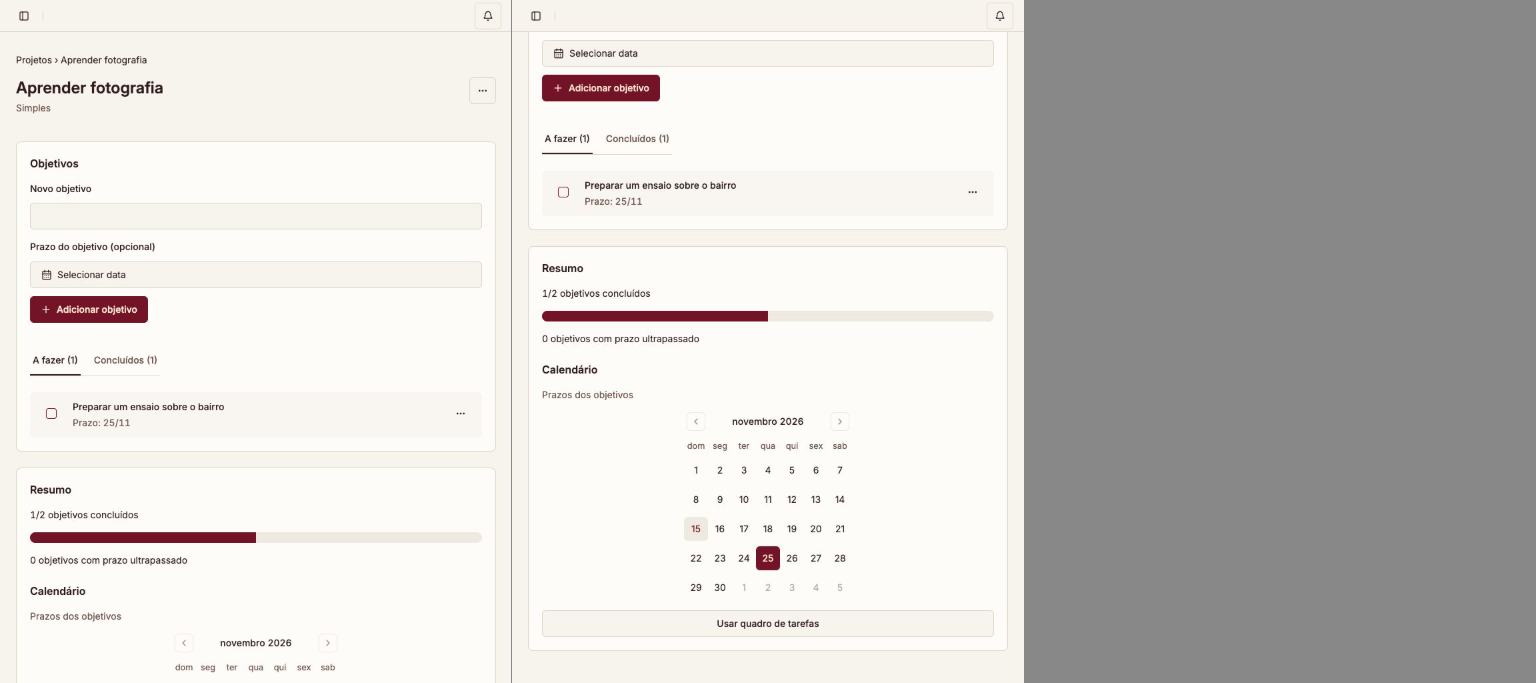 Projetos › Aprender fotografia
Aprender fotografia
Simples
Objetivos
Novo objetivo
Prazo do objetivo (opcional)
Selecionar data
+ Adicionar objetivo
A fazer (1) Concluídos (1)
Preparar um ensaio sobre o bairro
Prazo: 25/11
Resumo
1/2 objetivos concluídos
0 objetivos com prazo ultrapassado
Calendário
Prazos dos objetivos
novembro 2026
dom seg ter qua qui sex sab
Selecionar data
+ Adicionar objetivo
A fazer (1) Concluídos (1)
Preparar um ensaio sobre o bairro
Prazo: 25/11
Resumo
1/2 objetivos concluídos
0 objetivos com prazo ultrapassado
Calendário
Prazos dos objetivos
novembro 2026
dom seg ter qua qui sex sab
1 2 3 4 5 6 7
8 9 10 11 12 13 14
15 16 17 18 19 20 21
22 23 24 25 26 27 28
29 30 1 2 3 4 5
Usar quadro de tarefas